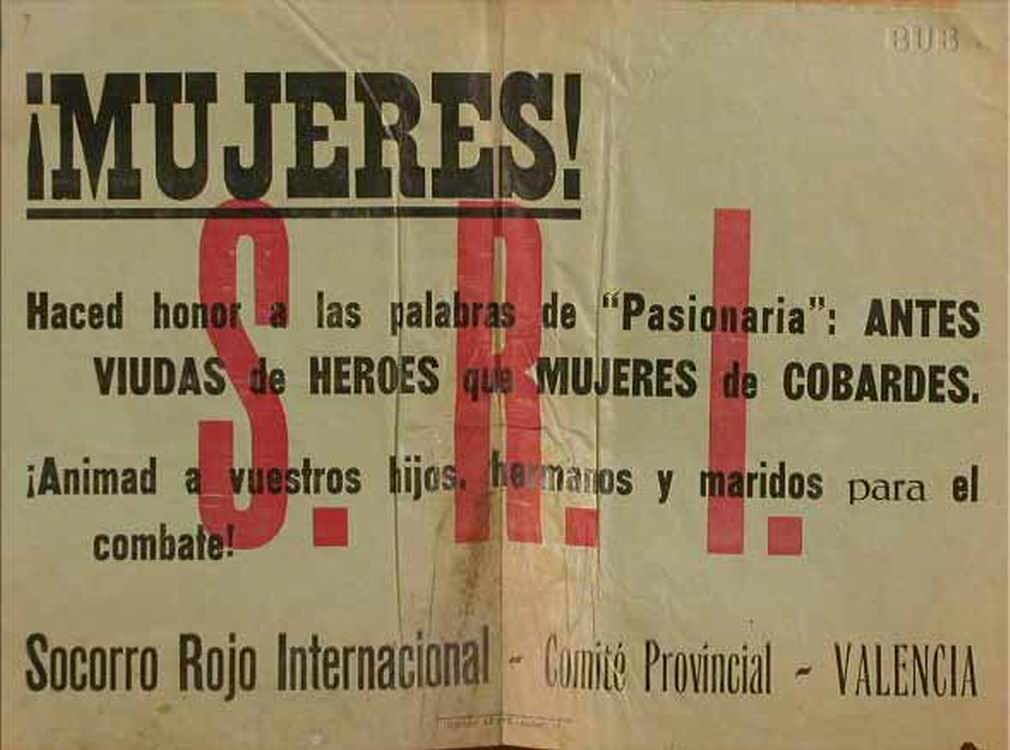 BUB
¡MUJERES!
S. R. I.
Haced honor a las palabras de “Pasionaria”: ANTES
VIUDAS de HEROES que MUJERES de COBARDES.
¡Animad a vuestros hijos, hermanos y maridos para el
combate!
Socorro Rojo Internacional - Comité Provincial - VALENCIA